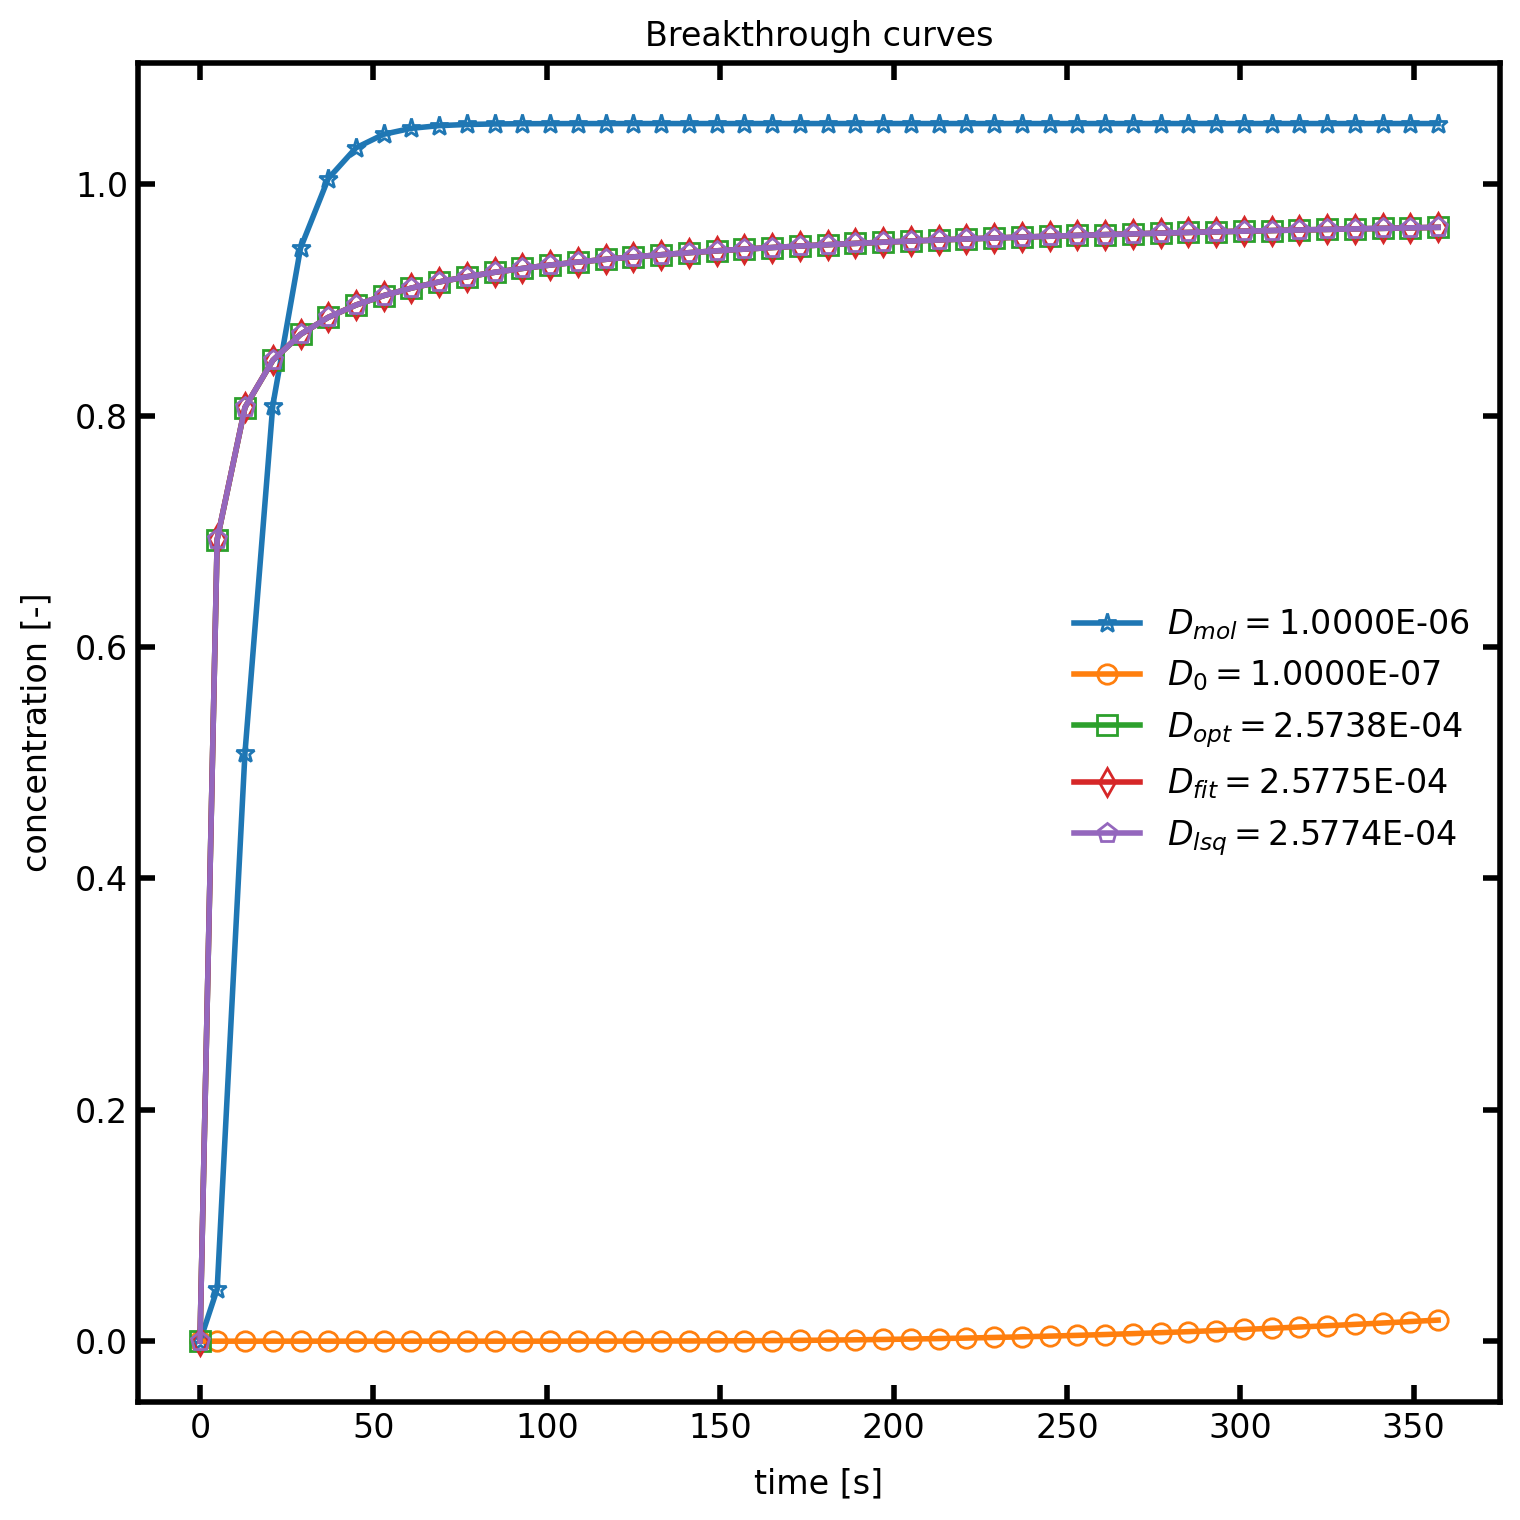 Breakthrough curves
concentration [-]
1.0
0.8
0.6
0.4
0.2
0.0
D_mol = 1.0000E-06
D_0 = 1.0000E-07
D_opt = 2.5738E-04
D_fit = 2.5775E-04
D_lsq = 2.5774E-04
0 50 100 150 200 250 300 350
time [s]